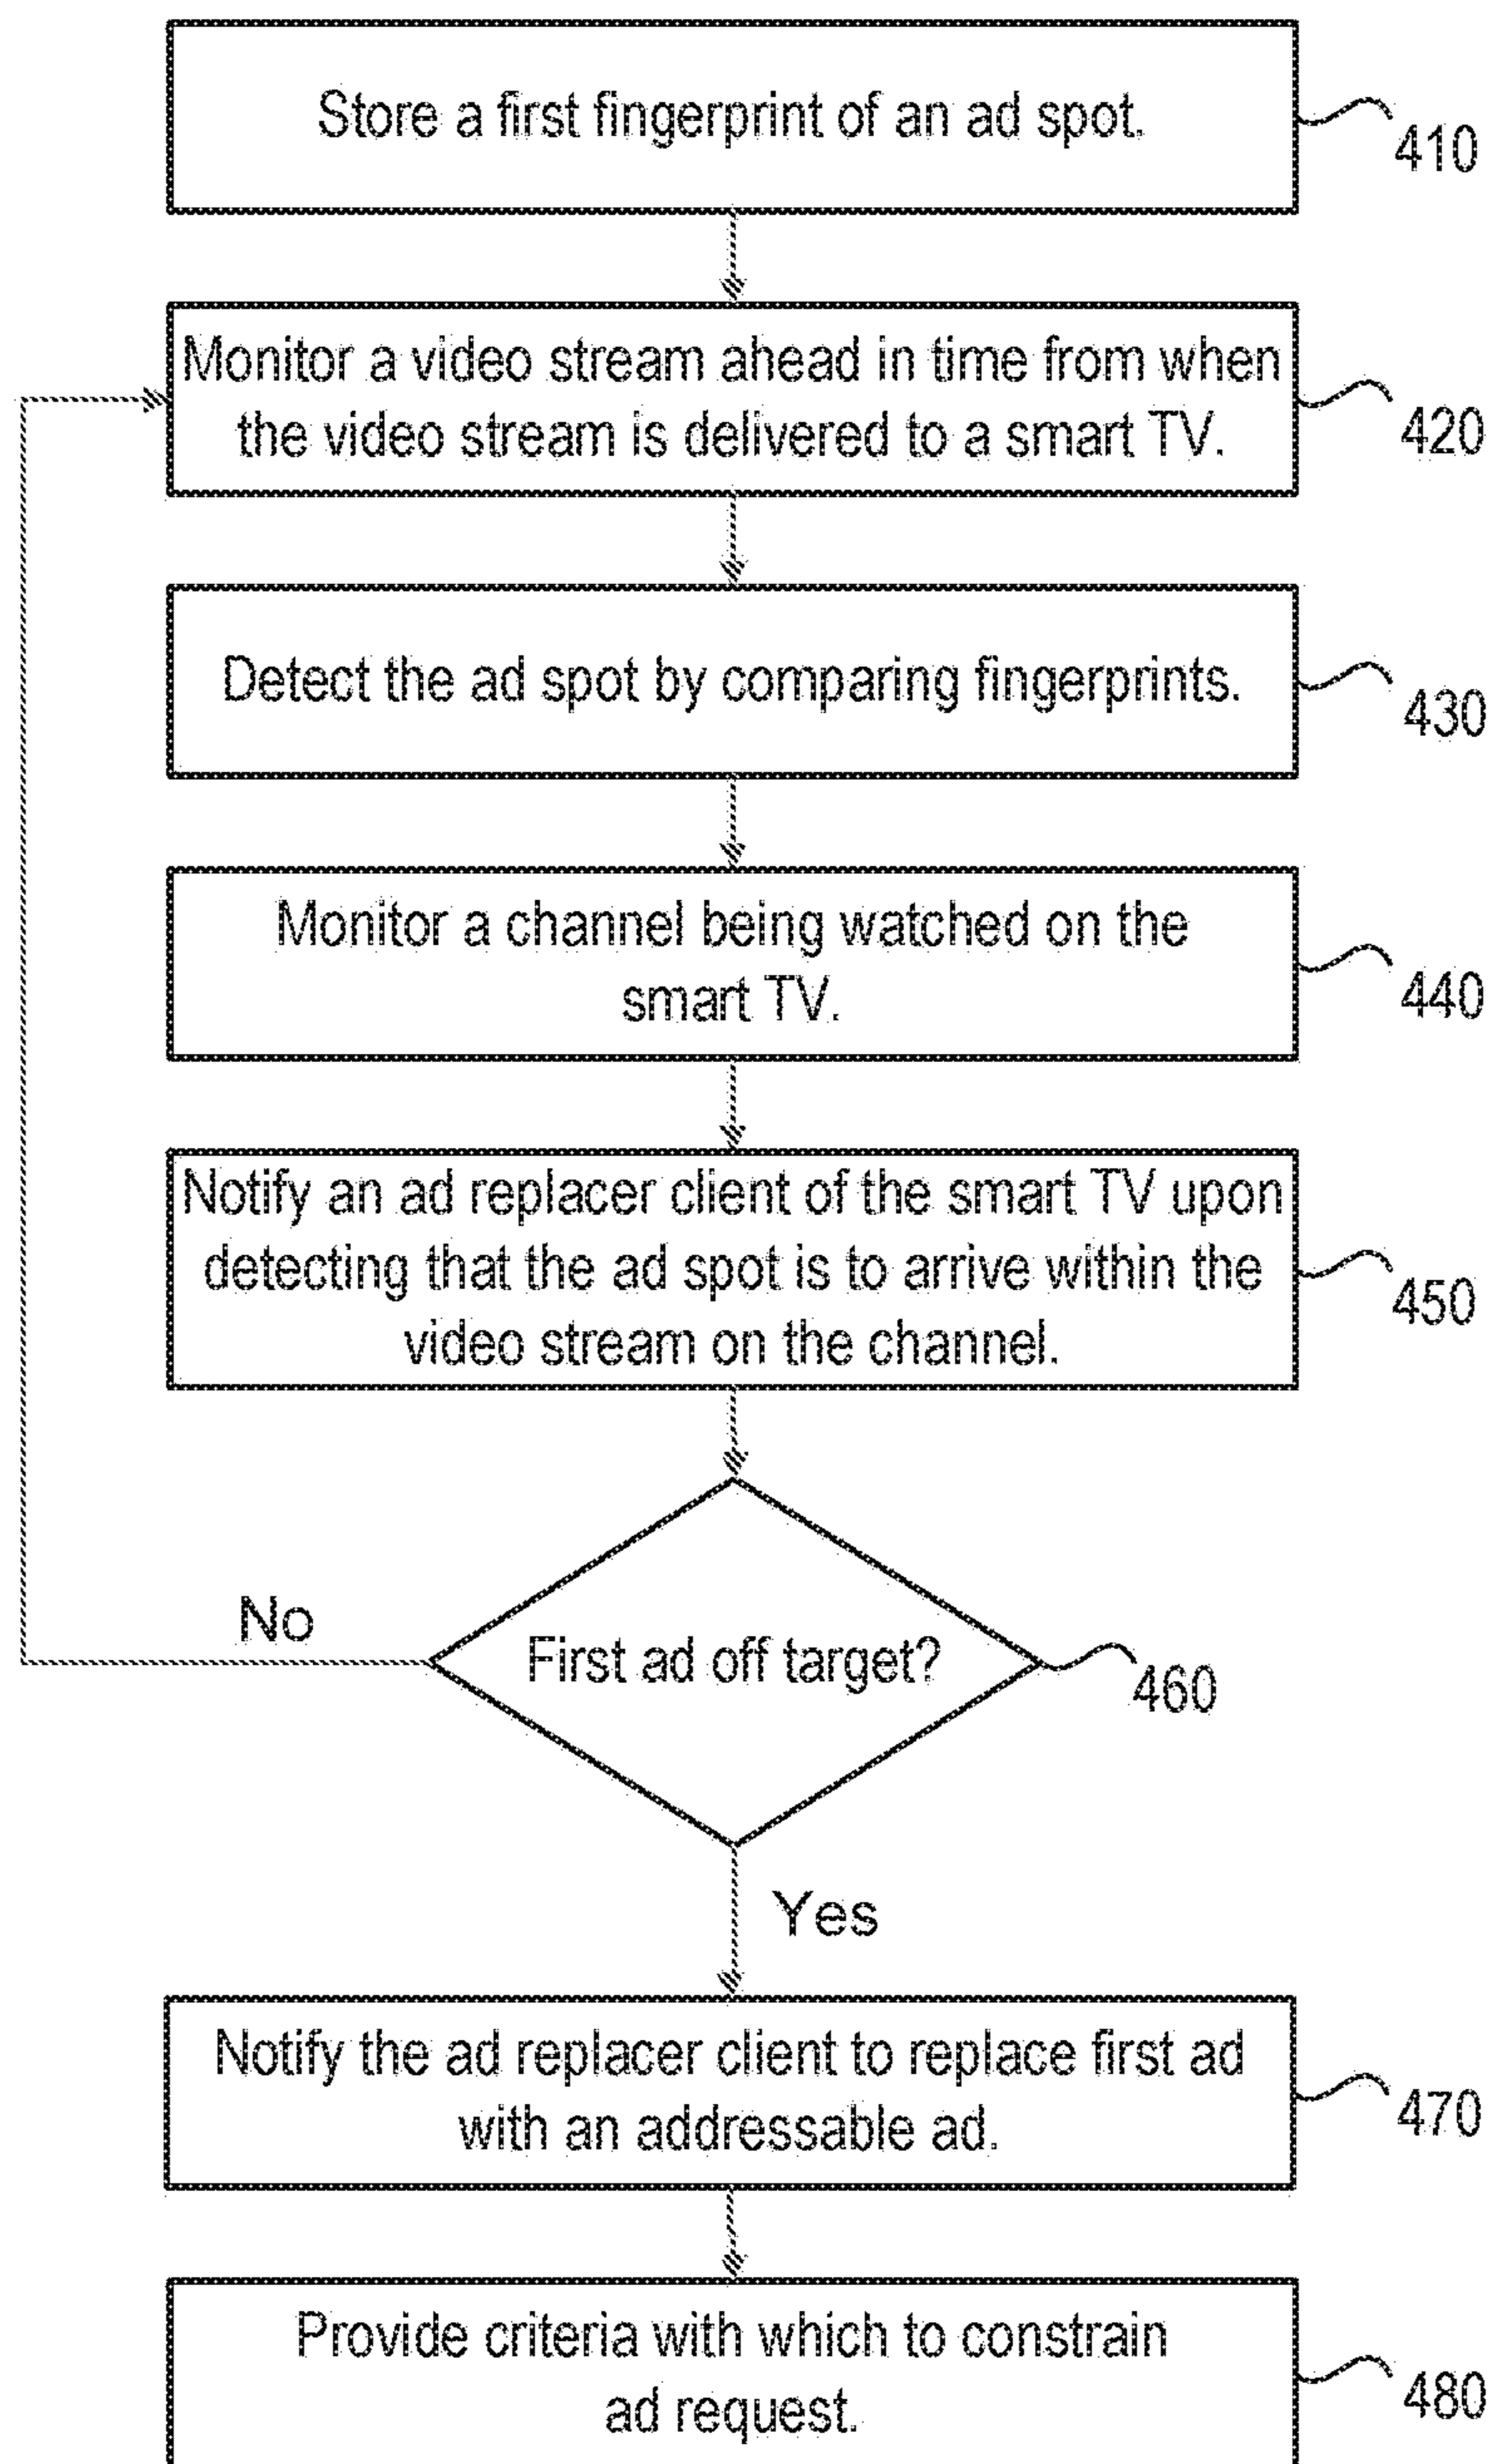 Store a first fingerprint of an ad spot.
410
Monitor a video stream ahead in time from when
the video stream is delivered to a smart TV.
420
Detect the ad spot by comparing fingerprints.
430
Monitor a channel being watched on the
smart TV.
440
Notify an ad replacer client of the smart TV upon
detecting that the ad spot is to arrive within the
video stream on the channel.
450
No
First ad off target?
460
Yes
Notify the ad replacer client to replace first ad
with an addressable ad.
470
Provide criteria with which to constrain
ad request.
480